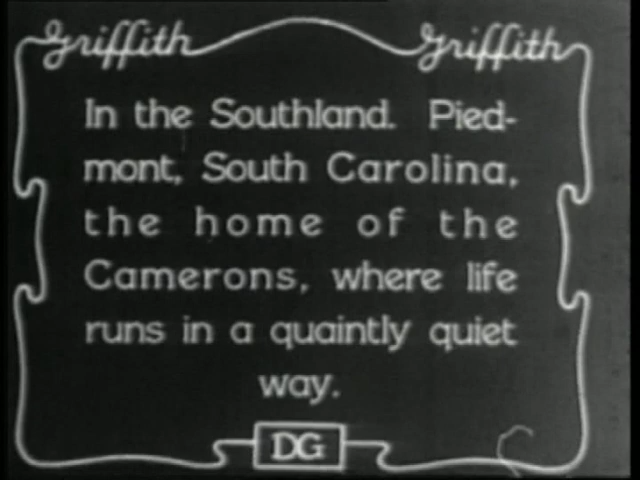 Griffith Griffith
In the Southland. Pied-
mont, South Carolina,
the home of the
Camerons, where life
runs in a quaintly quiet
way.
DG